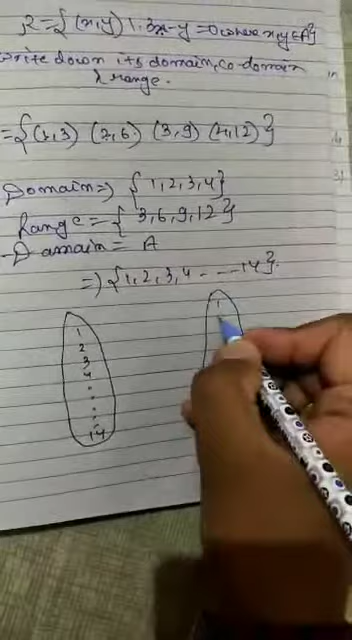 R = {(x,y) : 3x-y = 0 where x,y ∈ A}
write down its domain, co-domain
& range.
= {(1,3) (2,6) (3,9) (4,12)}
Domain => {1,2,3,4}
Range = {3,6,9,12}
-Domain = A
=> {1,2,3,4 - - - -14}.
1 1
2
3
4
.
.
.
14